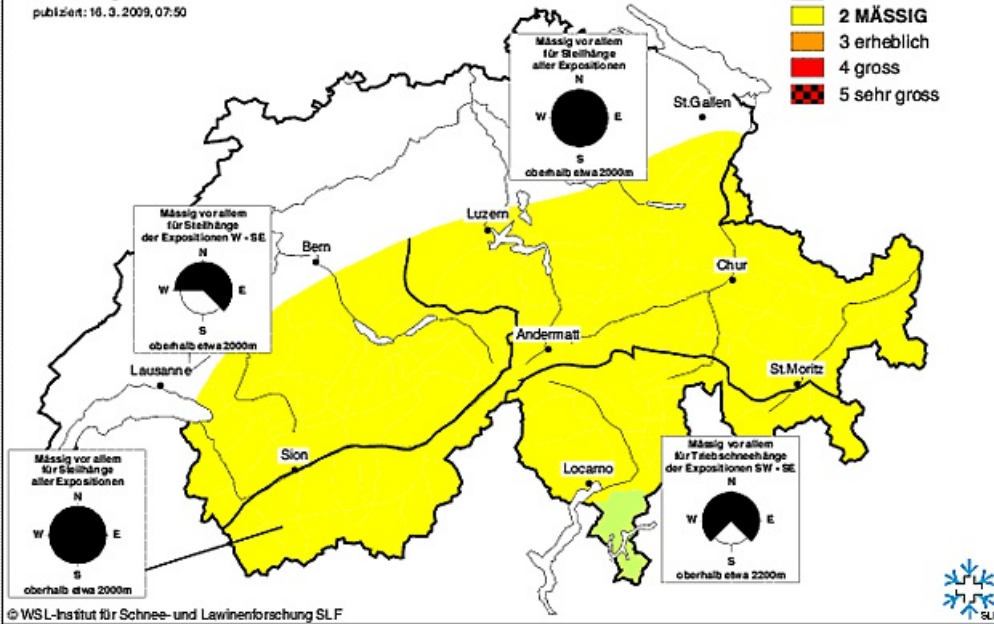 publiziert: 16. 3. 2009, 07:50
2 MÄSSIG
3 erheblich
4 gross
5 sehr gross
Mässig vor allem
für Steilhänge
aller Expositionen
N
W E
S
oberhalb etwa 2000m
St.Gallen
Mässig vor allem
für Steilhänge
der Expositionen W - SE
N
W E
S
oberhalb etwa 2000m
Luzern
Bern
Chur
Andermatt
Lausanne
St.Moritz
Sion
Locarno
Mässig vor allem
für Steilhänge
aller Expositionen
N
W E
S
oberhalb etwa 2000m
Mässig vor allem
für Triebschneehänge
der Expositionen SW - SE
N
W E
S
oberhalb etwa 2200m
© WSL-Institut für Schnee- und Lawinenforschung SLF
SLF